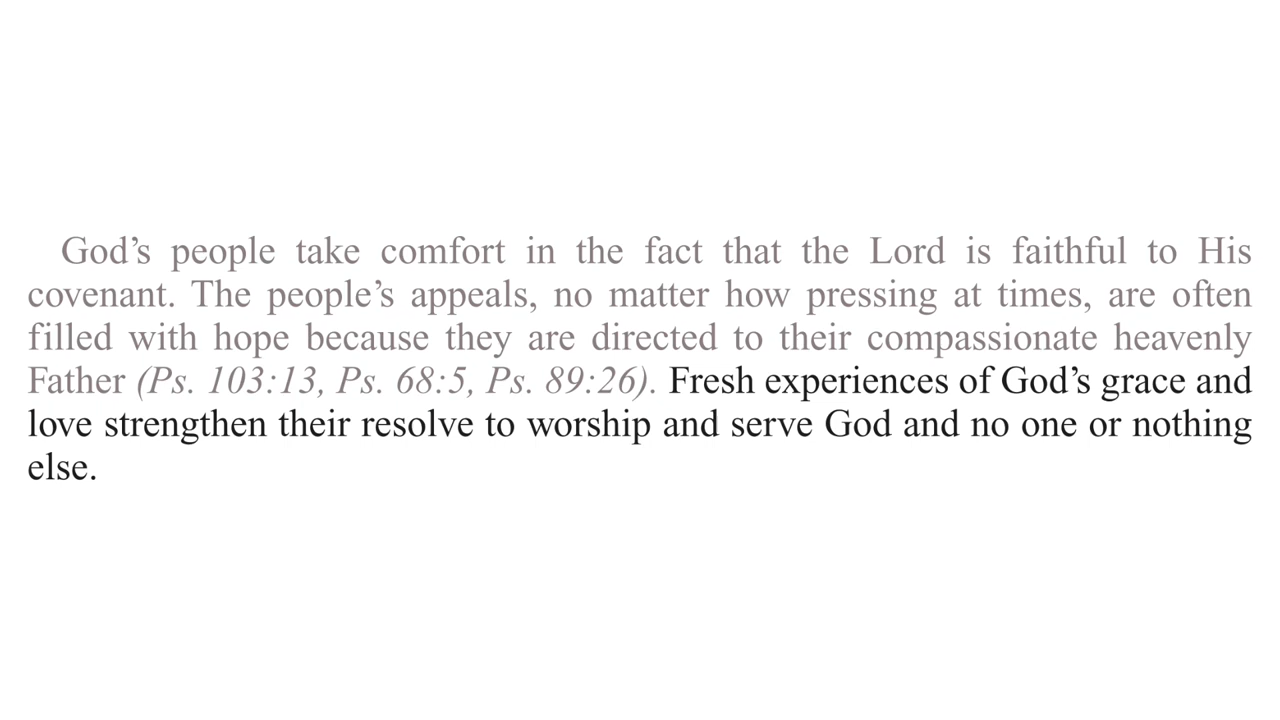 God’s people take comfort in the fact that the Lord is faithful to His
covenant. The people’s appeals, no matter how pressing at times, are often
filled with hope because they are directed to their compassionate heavenly
Father (Ps. 103:13, Ps. 68:5, Ps. 89:26). Fresh experiences of God’s grace and
love strengthen their resolve to worship and serve God and no one or nothing
else.